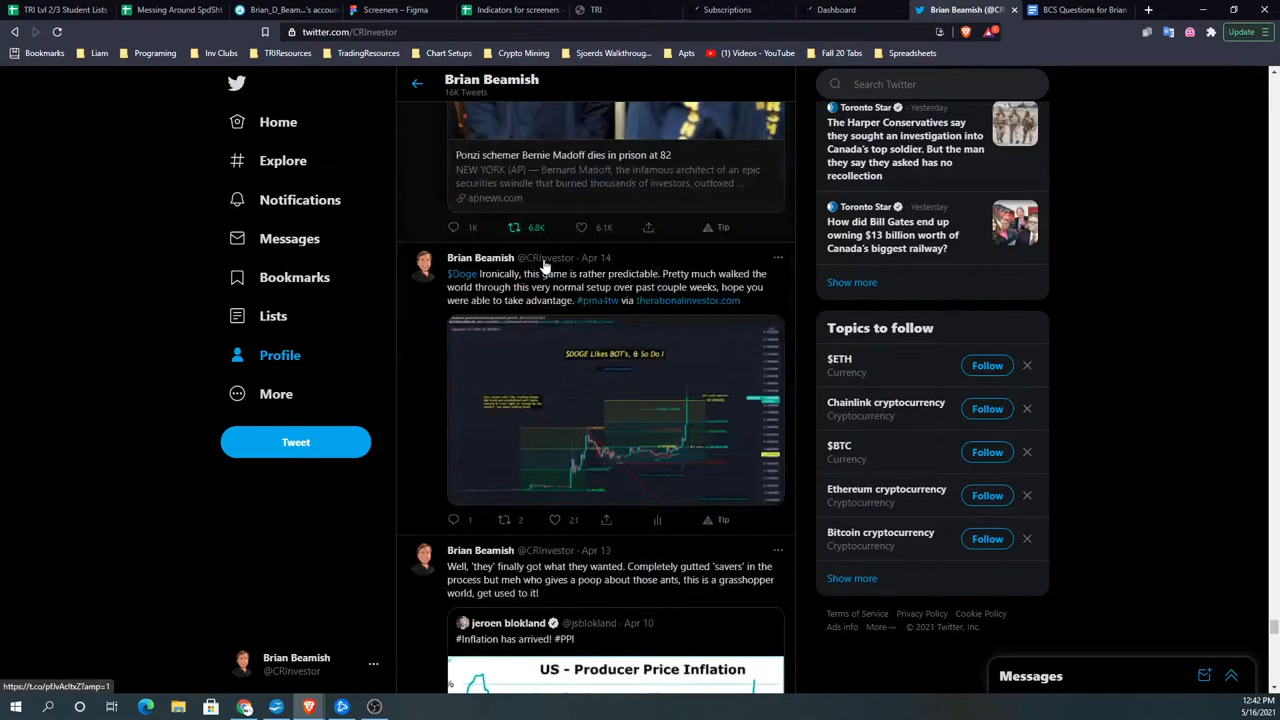 TRI Lvl 2/3 Student Lists
Messing Around SpdSht
Brian_D_Beam...'s accou
Screeners – Figma
Indicators for screeners
TRI
Subscriptions
Dashboard
Brian Beamish (@CR
BCS Questions for Brian
Update
twitter.com/CRInvestor
Bookmarks
Liam
Programing
Inv Clubs
TRIResources
TradingResources
Chart Setups
Crypto Mining
Sjoerds Walkthroug...
Apts
(1) Videos - YouTube
Fall 20 Tabs
Spreadsheets
Home
Explore
Notifications
Messages
Bookmarks
Lists
Profile
More
Tweet
Brian Beamish
@CRInvestor
https://t.co/pfJvAcltxZ?amp=1
Brian Beamish
16K Tweets
Ponzi schemer Bernie Madoff dies in prison at 82
NEW YORK (AP) — Bernard Madoff, the infamous architect of an epic
securities swindle that burned thousands of investors, outfoxed ...
apnews.com
1K
6.8K
6.1K
Tip
Brian Beamish @CRInvestor · Apr 14
$Doge Ironically, this game is rather predictable. Pretty much walked the
world through this very normal setup over past couple weeks, hope you
were able to take advantage. #pma4tw via therationalinvestor.com
$DOGE Likes BOT's, & So Do I
1
2
21
Tip
Brian Beamish @CRInvestor · Apr 13
Well, 'they' finally got what they wanted. Completely gutted 'savers' in the
process but meh who gives a poop about those ants, this is a grasshopper
world, get used to it!
jeroen blokland @jsblokland · Apr 10
#Inflation has arrived! #PPI
US - Producer Price Inflation
Search Twitter
Toronto Star · Yesterday
The Harper Conservatives say
they sought an investigation into
Canada's top soldier. But the man
they say they asked has no
recollection
Toronto Star · Yesterday
How did Bill Gates end up
owning $13 billion worth of
Canada's biggest railway?
Show more
Topics to follow
$ETH
Currency
Follow
Chainlink cryptocurrency
Cryptocurrency
Follow
$BTC
Currency
Follow
Ethereum cryptocurrency
Cryptocurrency
Follow
Bitcoin cryptocurrency
Cryptocurrency
Follow
Show more
Terms of Service Privacy Policy Cookie Policy
Ads info More ··· © 2021 Twitter, Inc.
Messages
12:42 PM
5/16/2021